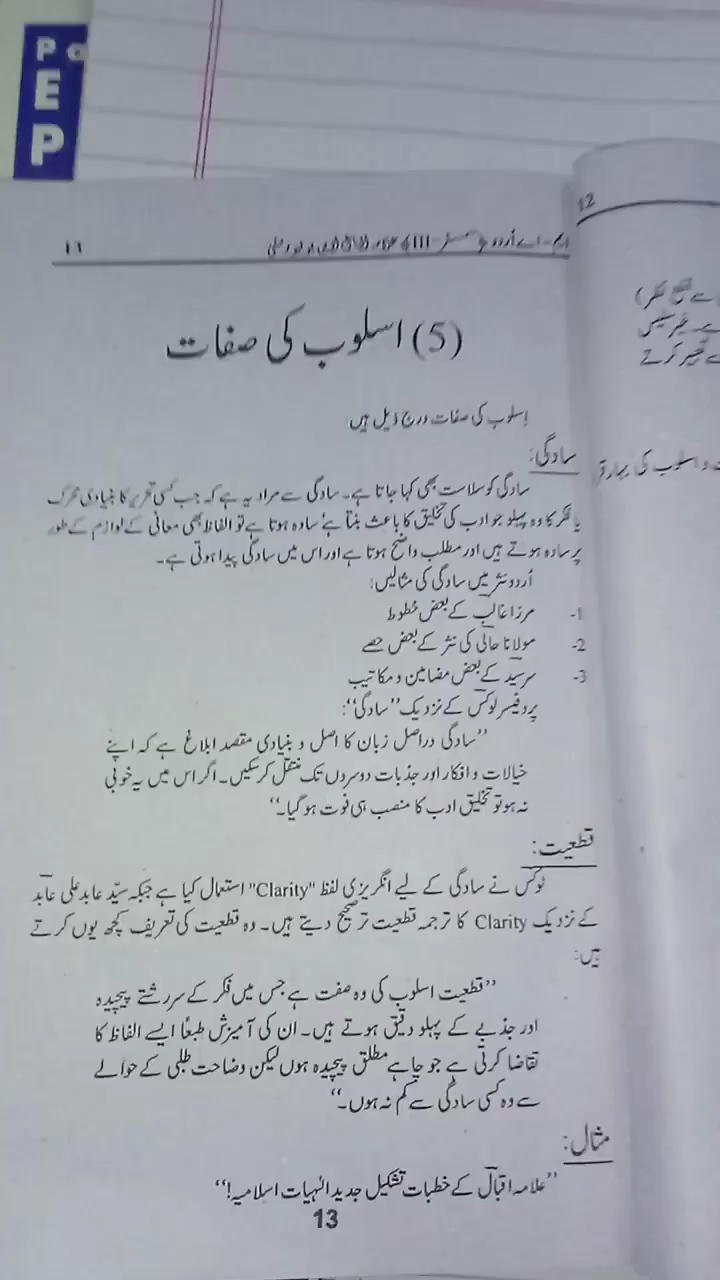 P
E
P
12
ایم۔اے اُردو
(5) اسلوب کی صفات
اسلوب کی صفات درج ذیل ہیں
سادگی:
سادگی کو سلاست بھی کہا جاتا ہے۔ سادگی سے مراد یہ ہے کہ جب کسی تحریر کا بنیادی محرک
یا فکر کا وہ پہلو جو ادب کی تخلیق کا باعث بنتا ہے سادہ ہوتا ہے تو الفاظ بھی معانی کے لوازم کے طور
پر سادہ ہوتے ہیں اور مطلب واضح ہوتا ہے اور اس میں سادگی پیدا ہوتی ہے۔
اُردو نثر میں سادگی کی مثالیں:
1- مرزا غالب کے بعض خطوط
2- مولانا حالی کی نثر کے بعض حصے
3- سرسید کے بعض مضامین و مکاتیب
پروفیسر لوکس کے نزدیک ”سادگی“:
”سادگی دراصل زبان کا اصل و بنیادی مقصد ابلاغ ہے کہ اپنے
خیالات و افکار اور جذبات دوسروں تک منتقل کر سکیں۔ اگر اس میں یہ خوبی
نہ ہو تو تخلیق ادب کا منصب ہی فوت ہو گیا۔“
قطعیت:
لوکس نے سادگی کے لیے انگریزی لفظ "Clarity" استعمال کیا ہے جبکہ سیّد عابد علی عابد
کے نزدیک Clarity کا ترجمہ قطعیت ترجیح دیتے ہیں۔ وہ قطعیت کی تعریف کچھ یوں کرتے
ہیں:
”قطعیت اسلوب کی وہ صفت ہے جس میں فکر کے سر رشتے پیچیدہ
اور جذبے کے پہلو دقیق ہوتے ہیں۔ ان کی آمیزش طبعاً ایسے الفاظ کا
تقاضا کرتی ہے جو چاہے مطلق پیچیدہ ہوں لیکن وضاحت طلبی کے حوالے
سے وہ کسی سادگی سے کم نہ ہوں۔“
مثال:
”علامہ اقبال کے خطبات تشکیل جدید الٰہیات اسلامیہ!“
13